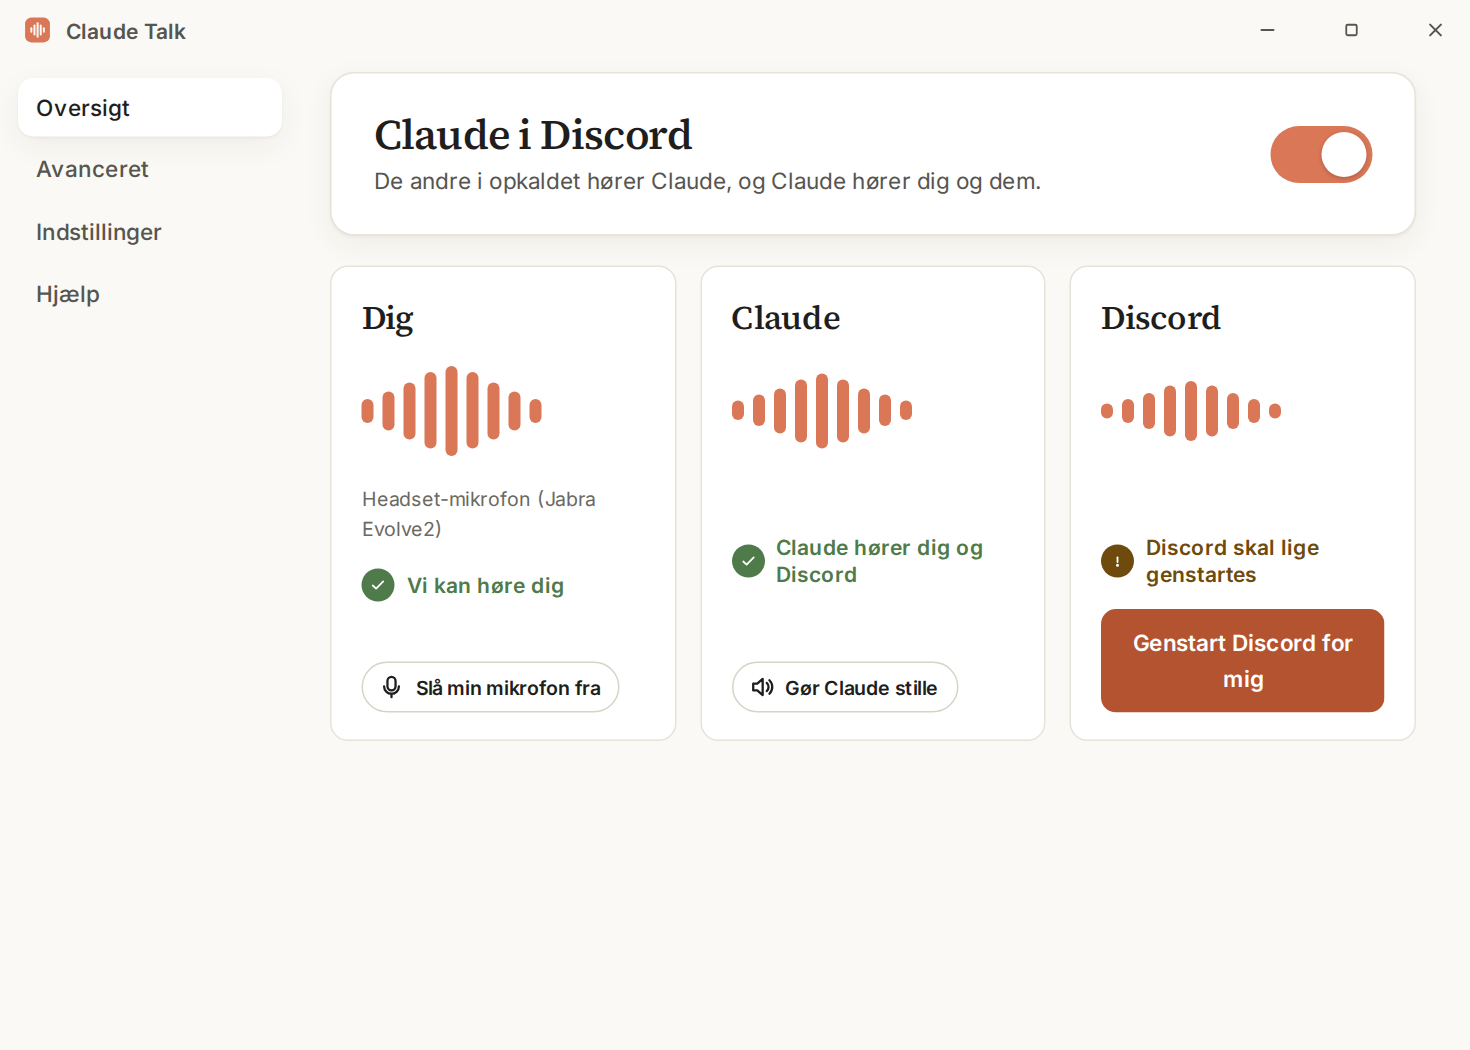 Claude Talk
Oversigt
Avanceret
Indstillinger
Hjælp
Claude i Discord
De andre i opkaldet hører Claude, og Claude hører dig og dem.
Dig
Headset-mikrofon (Jabra
Evolve2)
Vi kan høre dig
Slå min mikrofon fra
Claude
Claude hører dig og
Discord
Gør Claude stille
Discord
Discord skal lige
genstartes
Genstart Discord for
mig